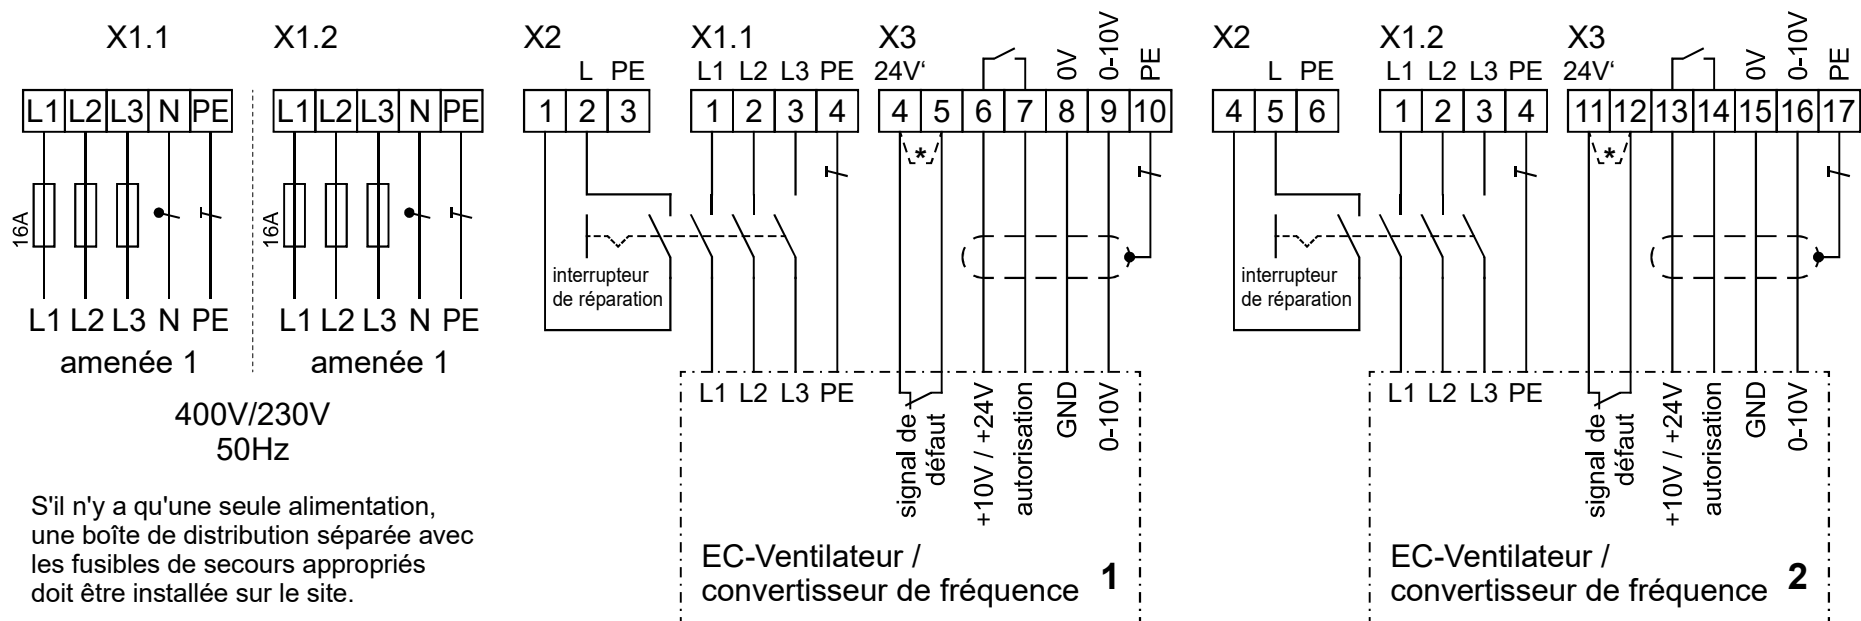 X1.1 X1.2 X2 X1.1 X3 X2 X1.2 X3
L PE L1 L2 L3 PE 24V‘ 0V 0-10V PE L PE L1 L2 L3 PE 24V‘ 0V 0-10V PE
L1 L2 L3 N PE L1 L2 L3 N PE 1 2 3 1 2 3 4 4 5 6 7 8 9 10 4 5 6 1 2 3 4 11 12 13 14 15 16 17
* *
16A 16A
interrupteur
de réparation
interrupteur
de réparation
L1 L2 L3 N PE L1 L2 L3 N PE
amenée 1 amenée 1
400V/230V
50Hz
S'il n'y a qu'une seule alimentation,
une boîte de distribution séparée avec
les fusibles de secours appropriés
doit être installée sur le site.
L1 L2 L3 PE
signal de
défaut
+10V / +24V
autorisation
GND
0-10V
EC-Ventilateur /
convertisseur de fréquence 1
L1 L2 L3 PE
signal de
défaut
+10V / +24V
autorisation
GND
0-10V
EC-Ventilateur /
convertisseur de fréquence 2